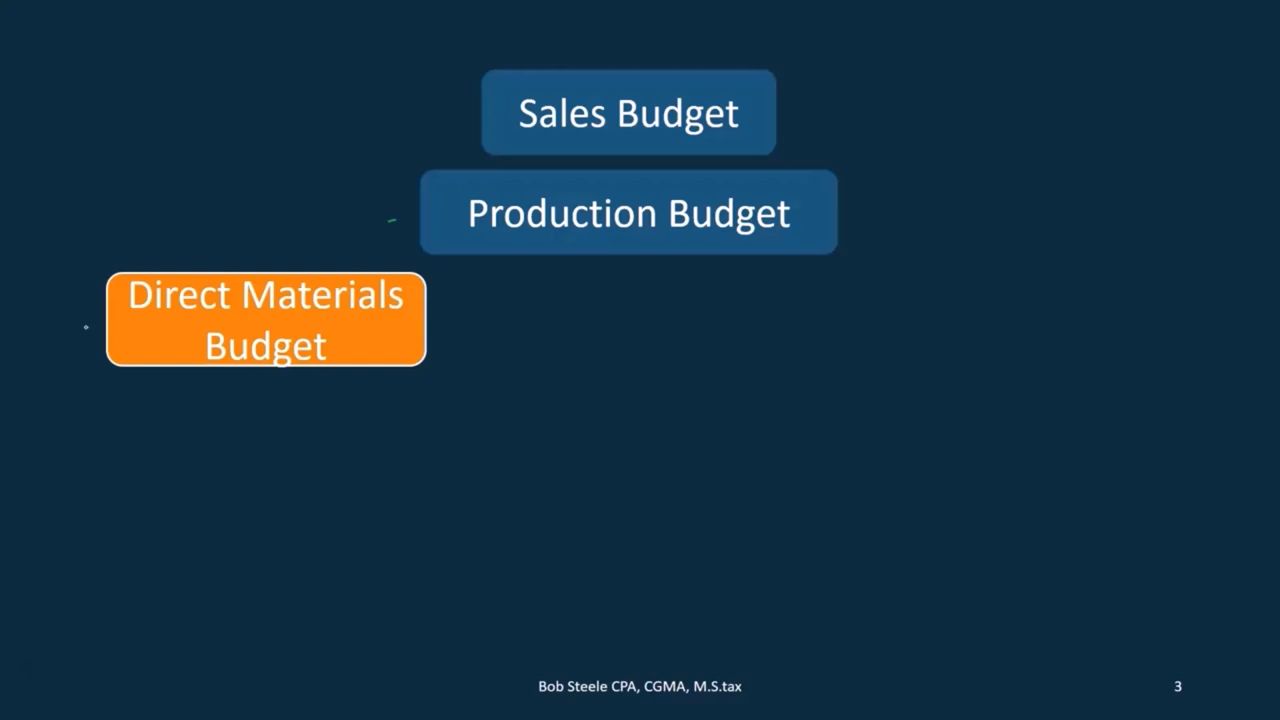 Sales Budget
Production Budget
Direct Materials
Budget
Bob Steele CPA, CGMA, M.S.tax
3